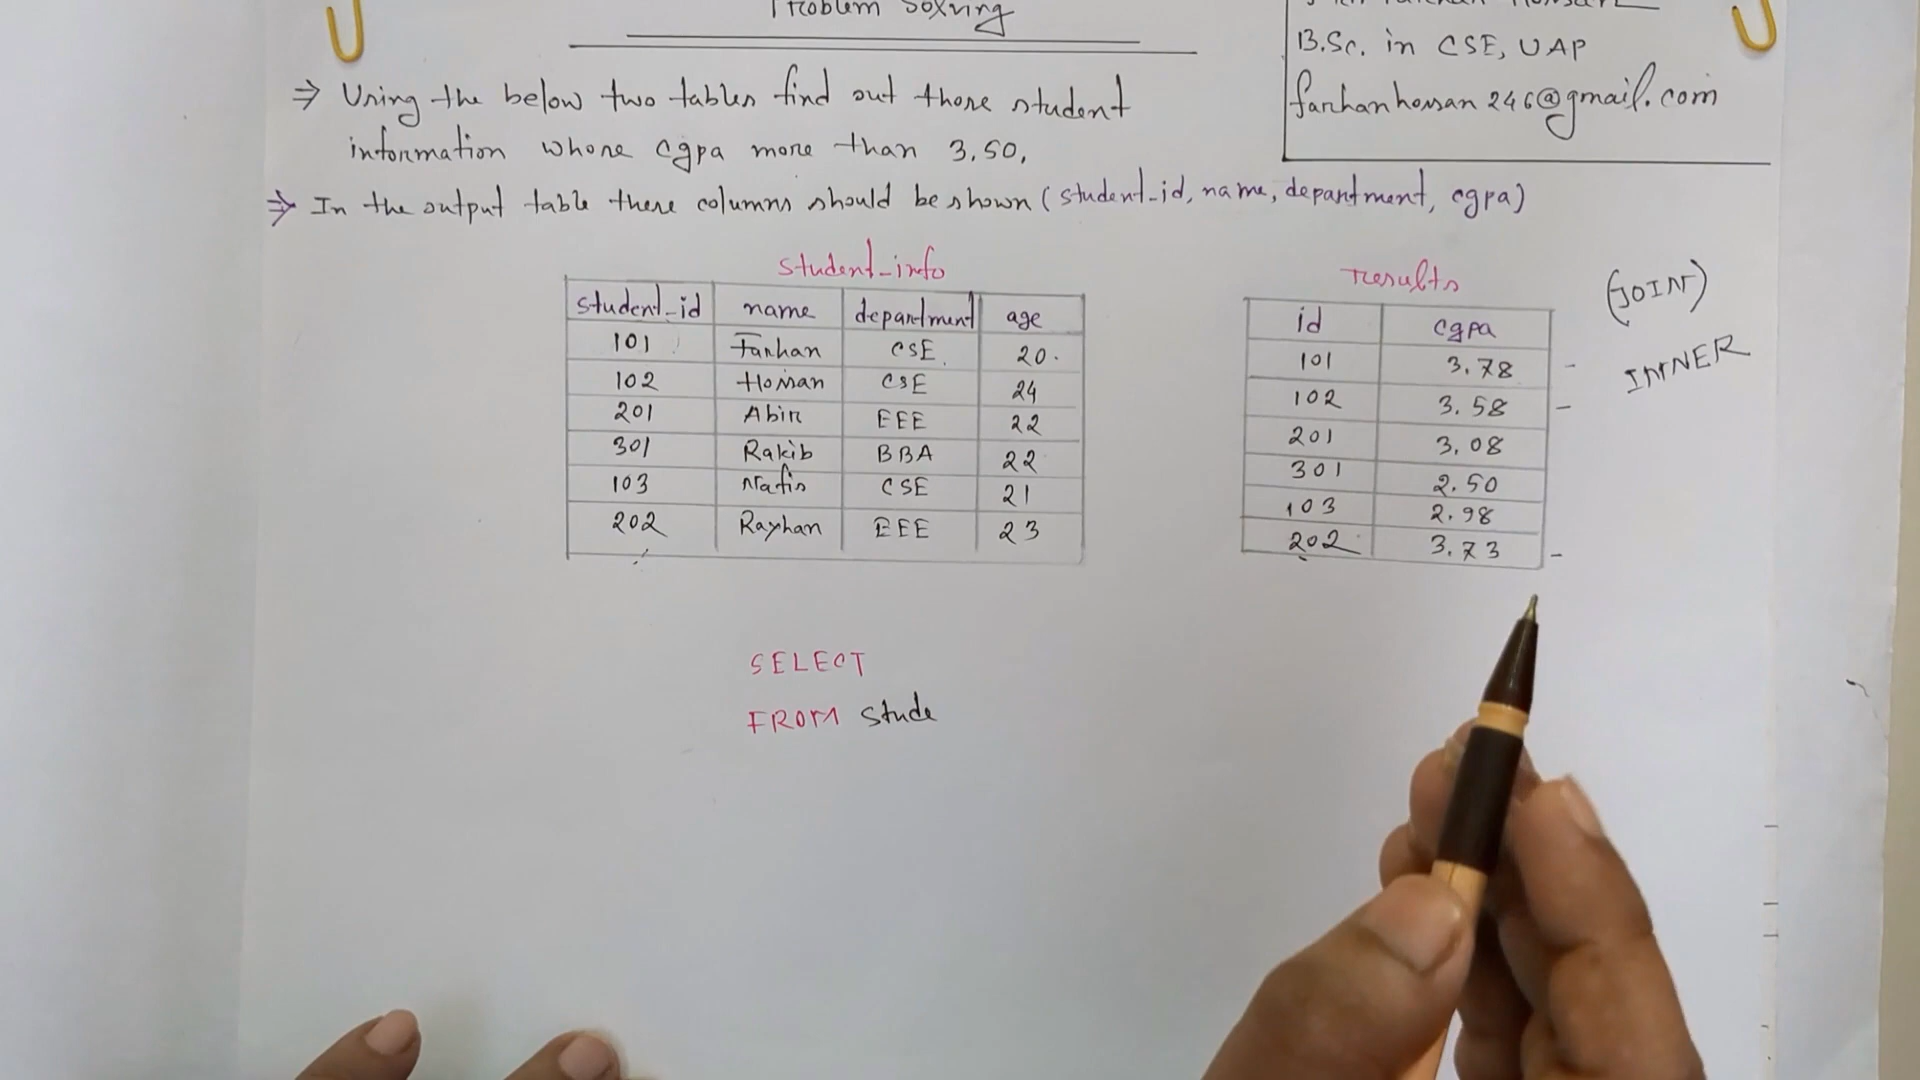 Problem Solving
B.Sc. in CSE, UAP
farhanhossan246@gmail.com
⇒ Using the below two tables find out those student
information whose cgpa more than 3.50.
⇒ In the output table these columns should be shown (student_id, name, department, cgpa)
student_info
student_id name department age
101 Farhan CSE 20
102 Hossan CSE 24
201 Abir EEE 22
301 Rakib BBA 22
103 Nafis CSE 21
202 Rayhan EEE 23
results
id cgpa
101 3.78
102 3.58
201 3.08
301 2.50
103 2.98
202 3.73
(JOIN)
INNER
SELECT
FROM stude